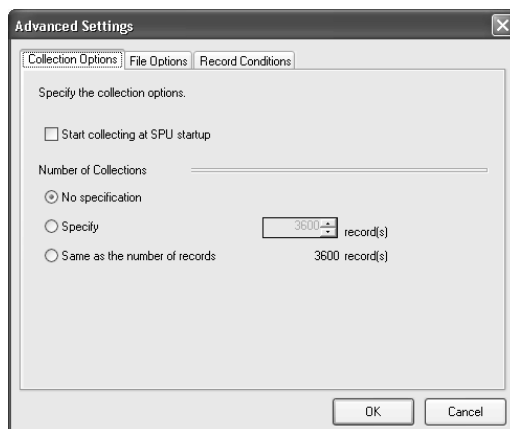 Advanced Settings
Collection Options File Options Record Conditions
Specify the collection options.
Start collecting at SPU startup
Number of Collections
No specification
Specify 3600 record(s)
Same as the number of records 3600 record(s)
OK Cancel